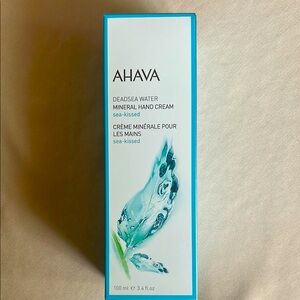 AHAVA
DEADSEA WATER
MINERAL HAND CREAM
sea-kissed
CRÈME MINÉRALE POUR
LES MAINS
sea-kissed
100 ml ℮ 3.4 fl.oz